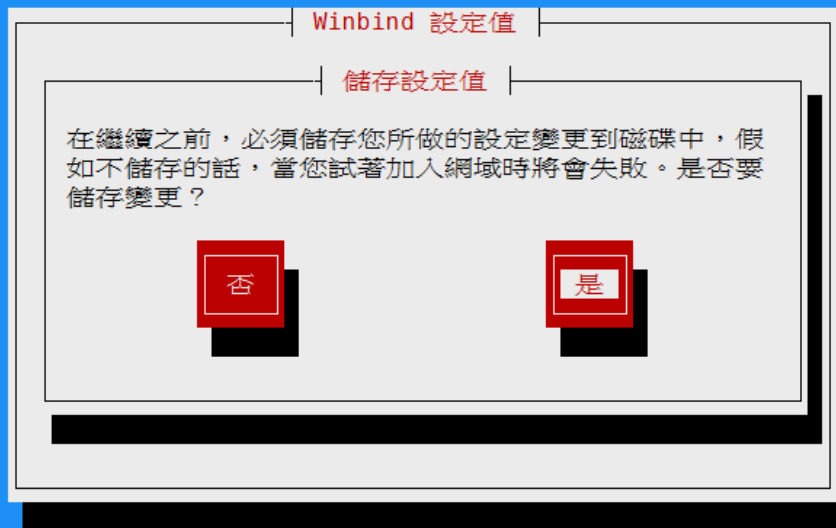 Winbind 設定值
儲存設定值
在繼續之前，必須儲存您所做的設定變更到磁碟中，假
如不儲存的話，當您試著加入網域時將會失敗。是否要
儲存變更？
否
是